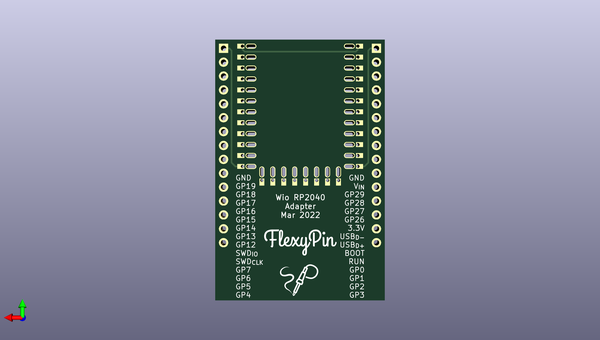 GND
GP19
GP18
GP17
GP16
GP15
GP14
GP13
GP12
SWDIO
SWDCLK
GP7
GP6
GP5
GP4
Wio RP2040
Adapter
Mar 2022
FlexyPin
GND
VIN
GP29
GP28
GP27
GP26
3.3V
USBD-
USBD+
BOOT
RUN
GP0
GP1
GP2
GP3